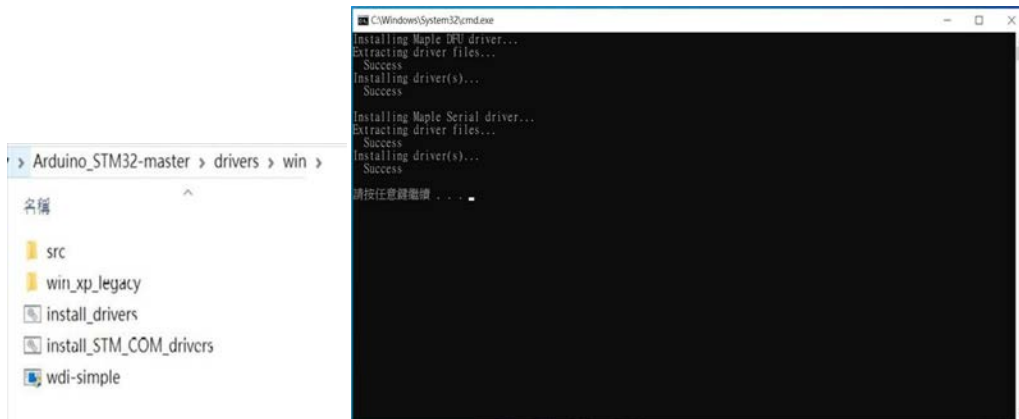 Arduino_STM32-master > drivers > win >
名稱
src
win_xp_legacy
install_drivers
install_STM_COM_drivers
wdi-simple
C:\Windows\System32\cmd.exe
Installing Maple DFU driver...
Extracting driver files...
Success
Installing driver(s)...
Success
Installing Maple Serial driver...
Extracting driver files...
Success
Installing driver(s)...
Success
請按任意鍵繼續 . . .